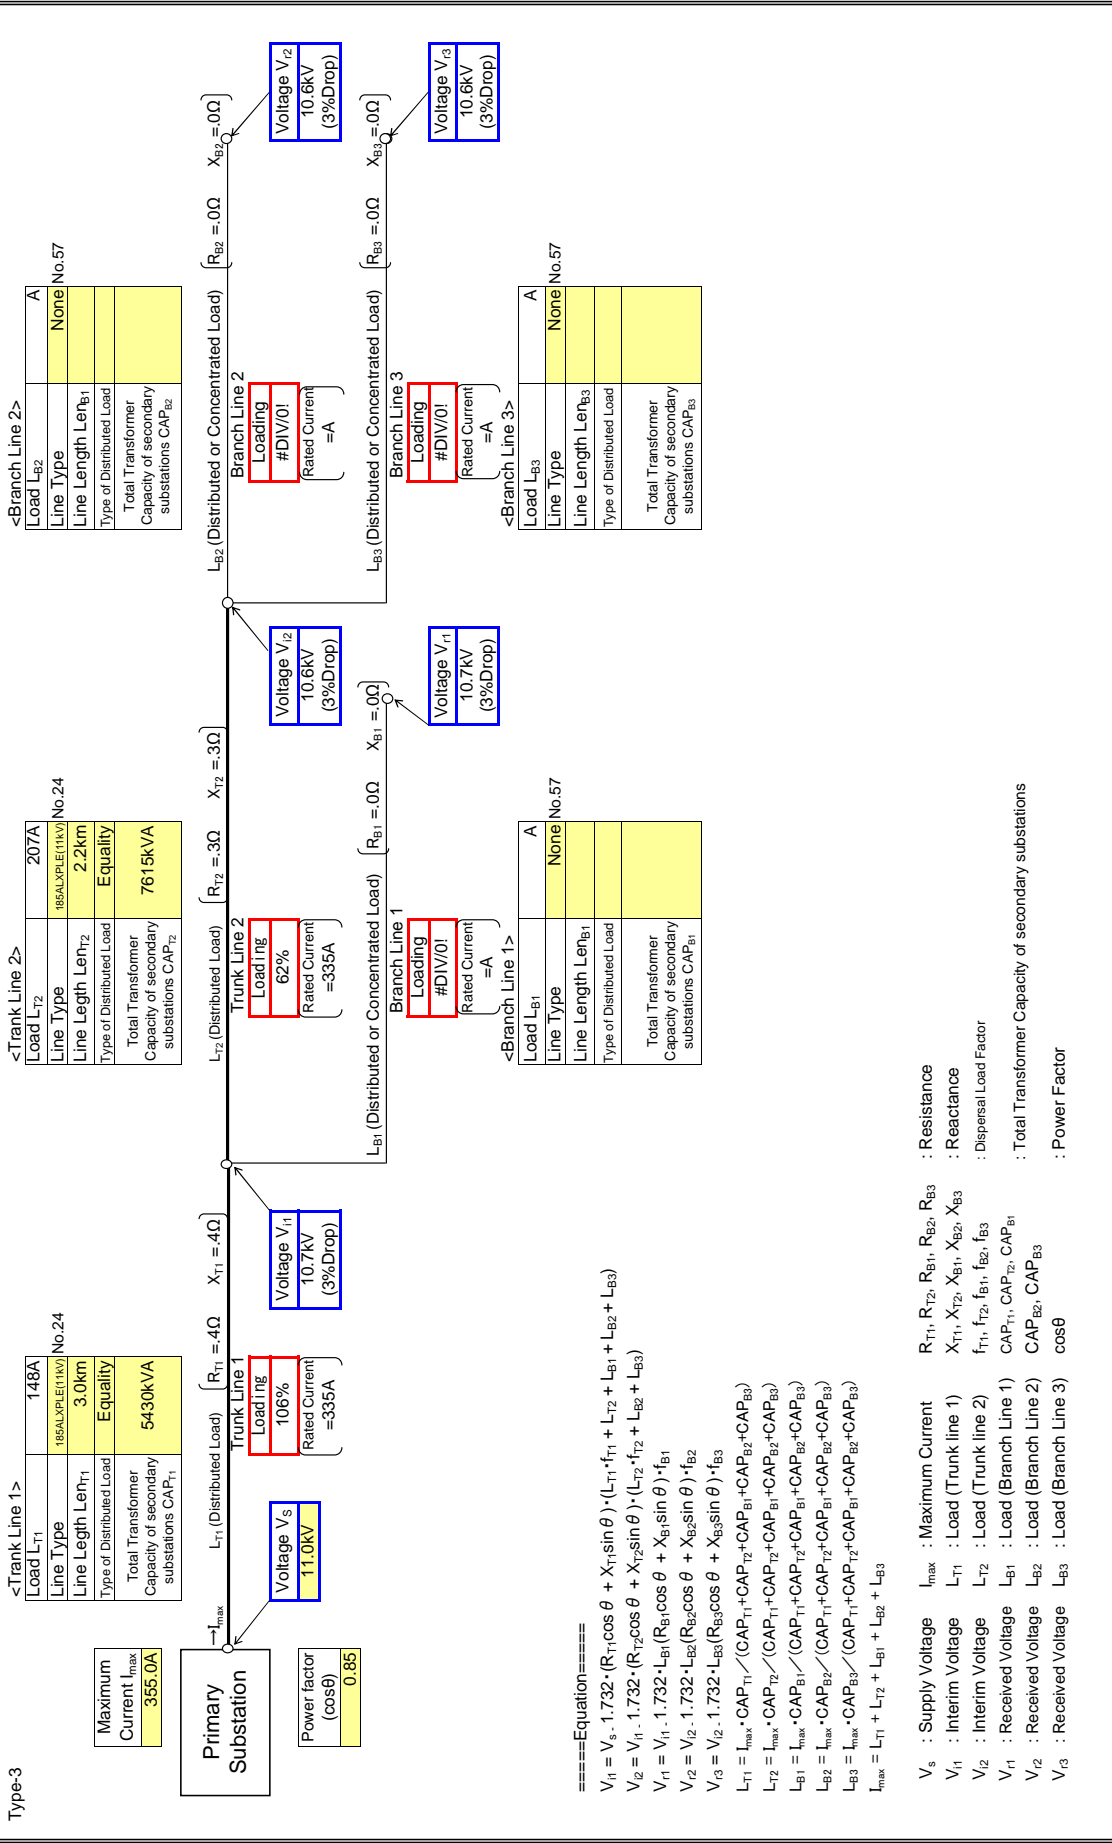 Type-3
Maximum
Current Imax
355.0A
Primary
Substation
Power factor
(cosθ)
0.85
→Imax
Voltage VS
11.0kV
<Trank Line 1>
Load LT1 148A
Line Type 185ALXPLE(11kV) No.24
Line Legth LenT1 3.0km
Type of Distributed Load Equality
Total Transformer
Capacity of secondary
substations CAPT1
5430kVA
LT1 (Distributed Load)
RT1 =.4Ω XT1 =.4Ω
Trunk Line 1
Loading
106%
Rated Current
=335A
Voltage Vi1
10.7kV
(3%Drop)
<Trank Line 2>
Load LT2 207A
Line Type 185ALXPLE(11kV) No.24
Line Legth LenT2 2.2km
Type of Distributed Load Equality
Total Transformer
Capacity of secondary
substations CAPT2
7615kVA
LT2 (Distributed Load)
RT2 =.3Ω XT2 =.3Ω
Trunk Line 2
Loading
62%
Rated Current
=335A
Voltage Vi2
10.6kV
(3%Drop)
LB1 (Distributed or Concentrated Load)
RB1 =.0Ω XB1 =.0Ω
Branch Line 1
Loading
#DIV/0!
Rated Current
=A
Voltage Vr1
10.7kV
(3%Drop)
<Branch Line 1>
Load LB1 A
Line Type None No.57
Line Length LenB1
Type of Distributed Load
Total Transformer
Capacity of secondary
substations CAPB1
<Branch Line 2>
Load LB2 A
Line Type None No.57
Line Length LenB1
Type of Distributed Load
Total Transformer
Capacity of secondary
substations CAPB2
LB2 (Distributed or Concentrated Load)
RB2 =.0Ω XB2 =.0Ω
Branch Line 2
Loading
#DIV/0!
Rated Current
=A
Voltage Vr2
10.6kV
(3%Drop)
LB3 (Distributed or Concentrated Load)
RB3 =.0Ω XB3 =.0Ω
Branch Line 3
Loading
#DIV/0!
Rated Current
=A
Voltage Vr3
10.6kV
(3%Drop)
<Branch Line 3>
Load LB3 A
Line Type None No.57
Line Length LenB3
Type of Distributed Load
Total Transformer
Capacity of secondary
substations CAPB3
=====Equation=====
Vi1 = Vs - 1.732•(RT1cos θ + XT1sin θ)•(LT1•fT1 + LT2 + LB1 + LB2 + LB3)
Vi2 = Vi1 - 1.732•(RT2cos θ + XT2sin θ)•(LT2•fT2 + LB2 + LB3)
Vr1 = Vi1 - 1.732•LB1(RB1cos θ + XB1sin θ)•fB1
Vr2 = Vi2 - 1.732•LB2(RB2cos θ + XB2sin θ)•fB2
Vr3 = Vi2 - 1.732•LB3(RB3cos θ + XB3sin θ)•fB3
LT1 = Imax•CAPT1／(CAPT1+CAPT2+CAPB1+CAPB2+CAPB3)
LT2 = Imax•CAPT2／(CAPT1+CAPT2+CAPB1+CAPB2+CAPB3)
LB1 = Imax•CAPB1／(CAPT1+CAPT2+CAPB1+CAPB2+CAPB3)
LB2 = Imax•CAPB2／(CAPT1+CAPT2+CAPB1+CAPB2+CAPB3)
LB3 = Imax•CAPB3／(CAPT1+CAPT2+CAPB1+CAPB2+CAPB3)
Imax = LT1 + LT2 + LB1 + LB2 + LB3
Vs : Supply Voltage Imax : Maximum Current RT1, RT2, RB1, RB2, RB3 : Resistance
Vi1 : Interim Voltage LT1 : Load (Trunk line 1) XT1, XT2, XB1, XB2, XB3 : Reactance
Vi2 : Interim Voltage LT2 : Load (Trunk line 2) fT1, fT2, fB1, fB2, fB3 : Dispersal Load Factor
Vr1 : Received Voltage LB1 : Load (Branch Line 1) CAPT1, CAPT2, CAPB1 : Total Transformer Capacity of secondary substations
Vr2 : Received Voltage LB2 : Load (Branch Line 2) CAPB2, CAPB3
Vr3 : Received Voltage LB3 : Load (Branch Line 3) cosθ : Power Factor